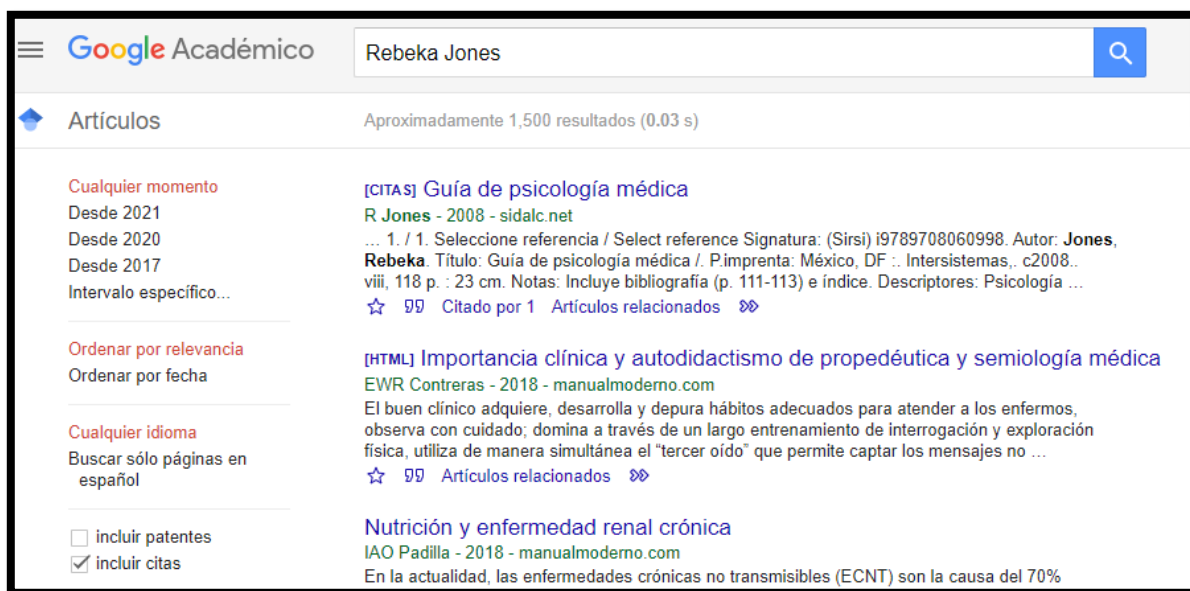 Google Académico
Rebeka Jones
Artículos
Aproximadamente 1,500 resultados (0.03 s)
Cualquier momento
Desde 2021
Desde 2020
Desde 2017
Intervalo específico...
Ordenar por relevancia
Ordenar por fecha
Cualquier idioma
Buscar sólo páginas en
español
incluir patentes
incluir citas
[CITAS] Guía de psicología médica
R Jones - 2008 - sidalc.net
... 1. / 1. Seleccione referencia / Select reference Signatura: (Sirsi) i9789708060998. Autor: Jones,
Rebeka. Título: Guía de psicología médica /. P.imprenta: México, DF :. Intersistemas,. c2008..
viii, 118 p. : 23 cm. Notas: Incluye bibliografía (p. 111-113) e índice. Descriptores: Psicología ...
Citado por 1 Artículos relacionados
[HTML] Importancia clínica y autodidactismo de propedéutica y semiología médica
EWR Contreras - 2018 - manualmoderno.com
El buen clínico adquiere, desarrolla y depura hábitos adecuados para atender a los enfermos,
observa con cuidado; domina a través de un largo entrenamiento de interrogación y exploración
física, utiliza de manera simultánea el “tercer oído” que permite captar los mensajes no ...
Artículos relacionados
Nutrición y enfermedad renal crónica
IAO Padilla - 2018 - manualmoderno.com
En la actualidad, las enfermedades crónicas no transmisibles (ECNT) son la causa del 70%